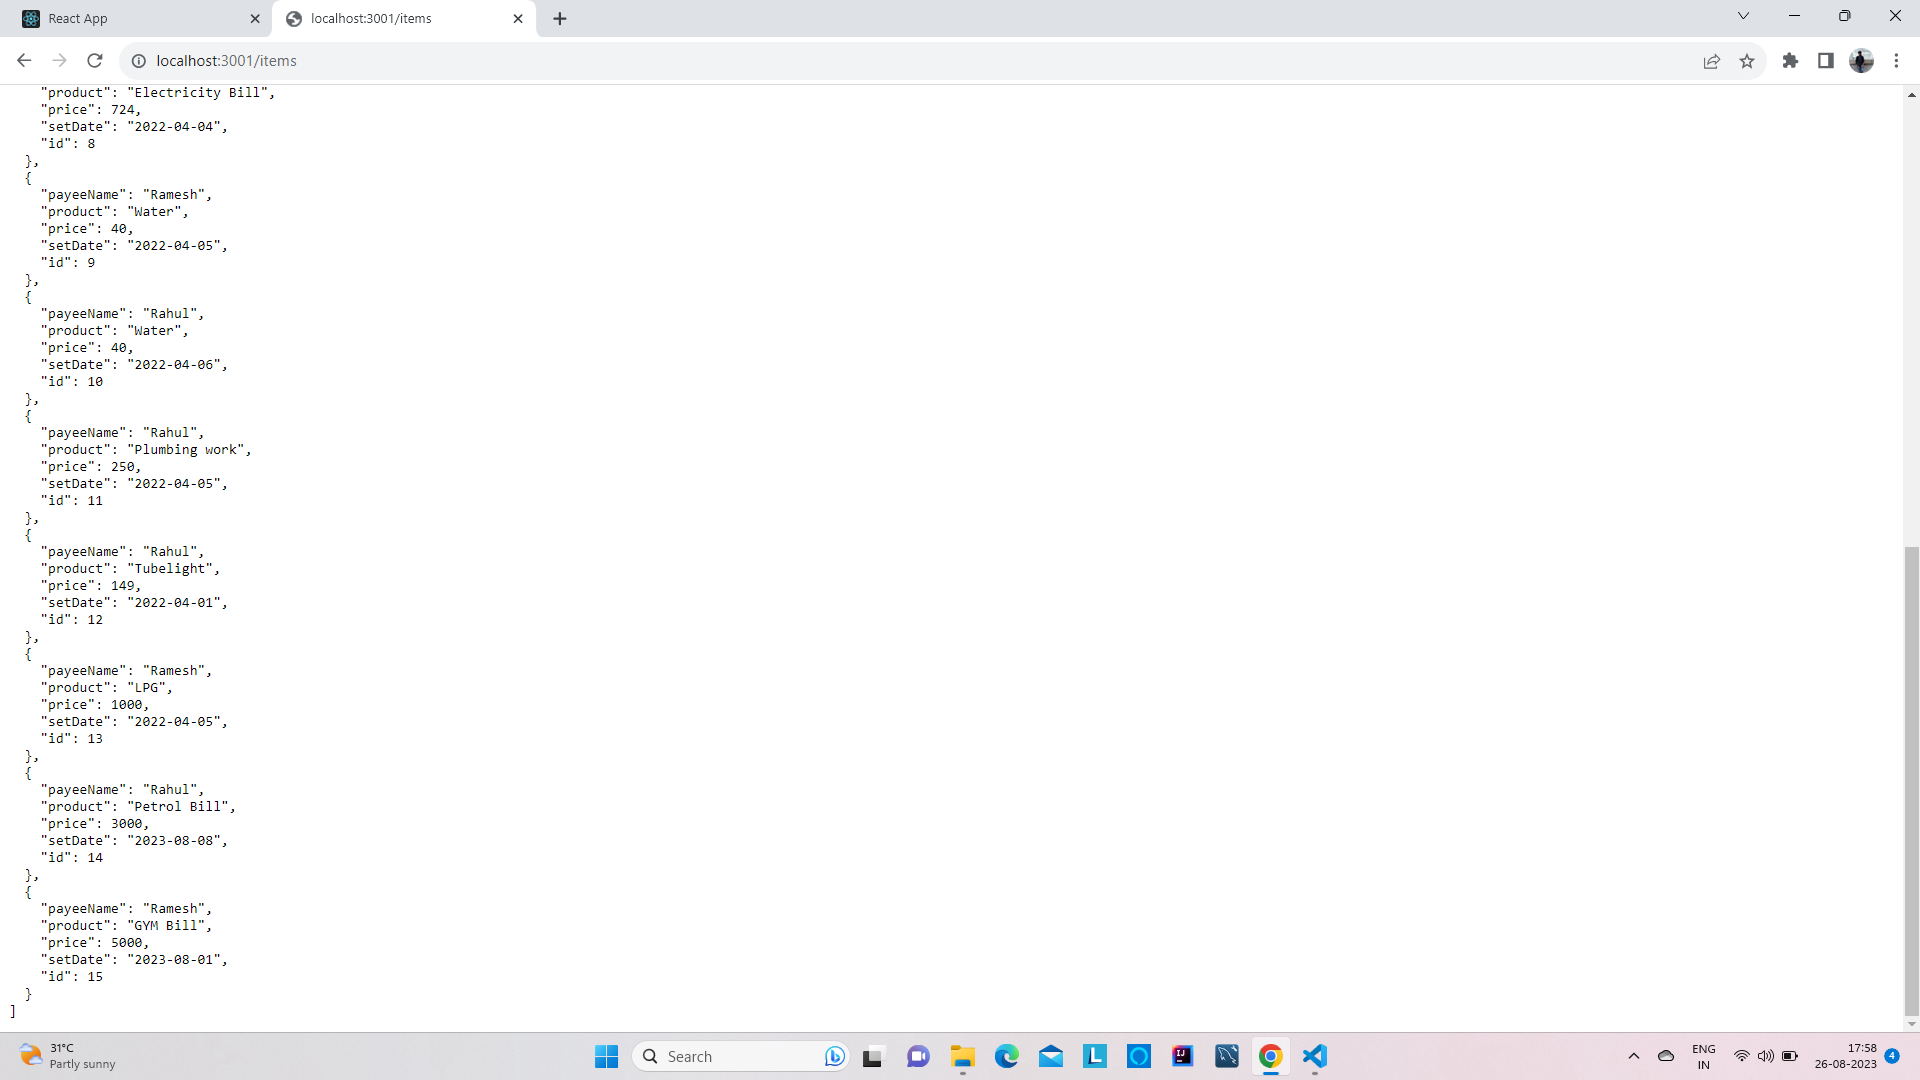 React App
localhost:3001/items
localhost:3001/items
"product": "Electricity Bill",
"price": 724,
"setDate": "2022-04-04",
"id": 8
},
{
"payeeName": "Ramesh",
"product": "Water",
"price": 40,
"setDate": "2022-04-05",
"id": 9
},
{
"payeeName": "Rahul",
"product": "Water",
"price": 40,
"setDate": "2022-04-06",
"id": 10
},
{
"payeeName": "Rahul",
"product": "Plumbing work",
"price": 250,
"setDate": "2022-04-05",
"id": 11
},
{
"payeeName": "Rahul",
"product": "Tubelight",
"price": 149,
"setDate": "2022-04-01",
"id": 12
},
{
"payeeName": "Ramesh",
"product": "LPG",
"price": 1000,
"setDate": "2022-04-05",
"id": 13
},
{
"payeeName": "Rahul",
"product": "Petrol Bill",
"price": 3000,
"setDate": "2023-08-08",
"id": 14
},
{
"payeeName": "Ramesh",
"product": "GYM Bill",
"price": 5000,
"setDate": "2023-08-01",
"id": 15
}
]
31°C
Partly sunny
Search
L
IJ
ENG
IN
17:58
26-08-2023
4